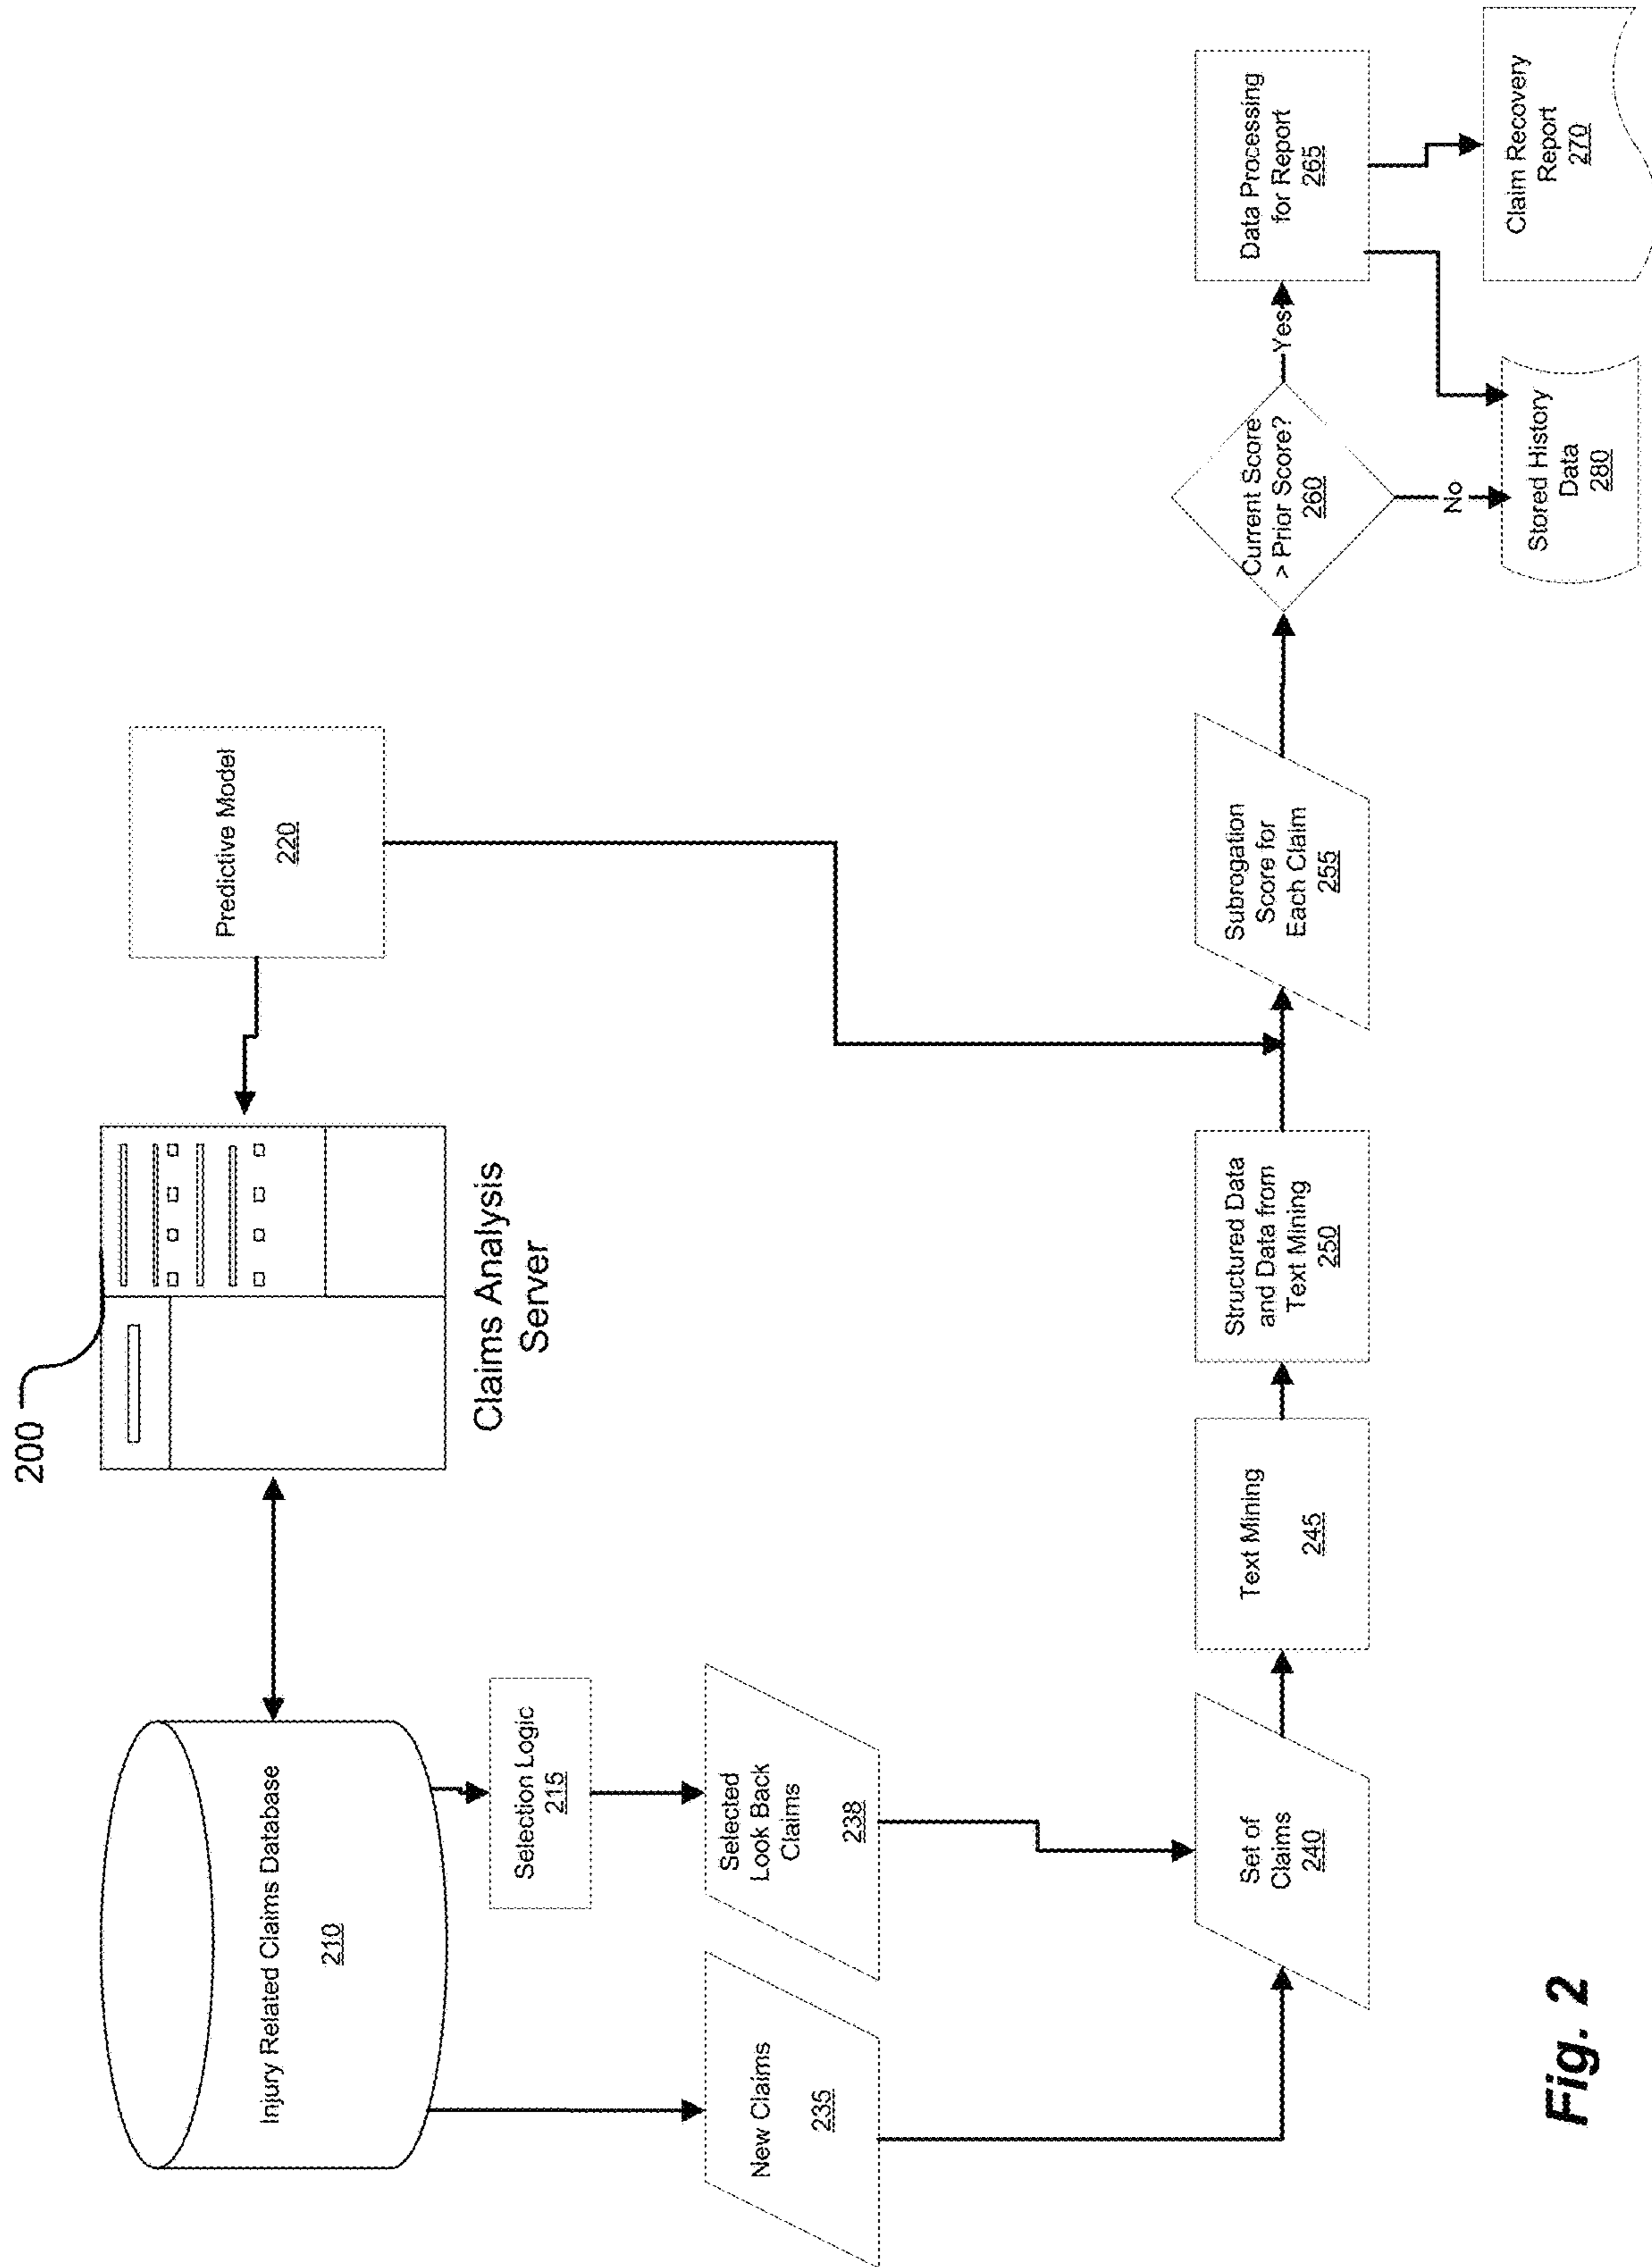 200
Injury Related Claims Database
210
Claims Analysis
Server
Predictive Model
220
Selection Logic
215
New Claims
235
Selected
Look Back
Claims
238
Set of
Claims
240
Text Mining
245
Structured Data
and Data from
Text Mining
250
Subrogation
Score for
Each Claim
255
Current Score
> Prior Score?
260
Yes
No
Data Processing
for Report
265
Stored History
Data
280
Claim Recovery
Report
270
Fig. 2